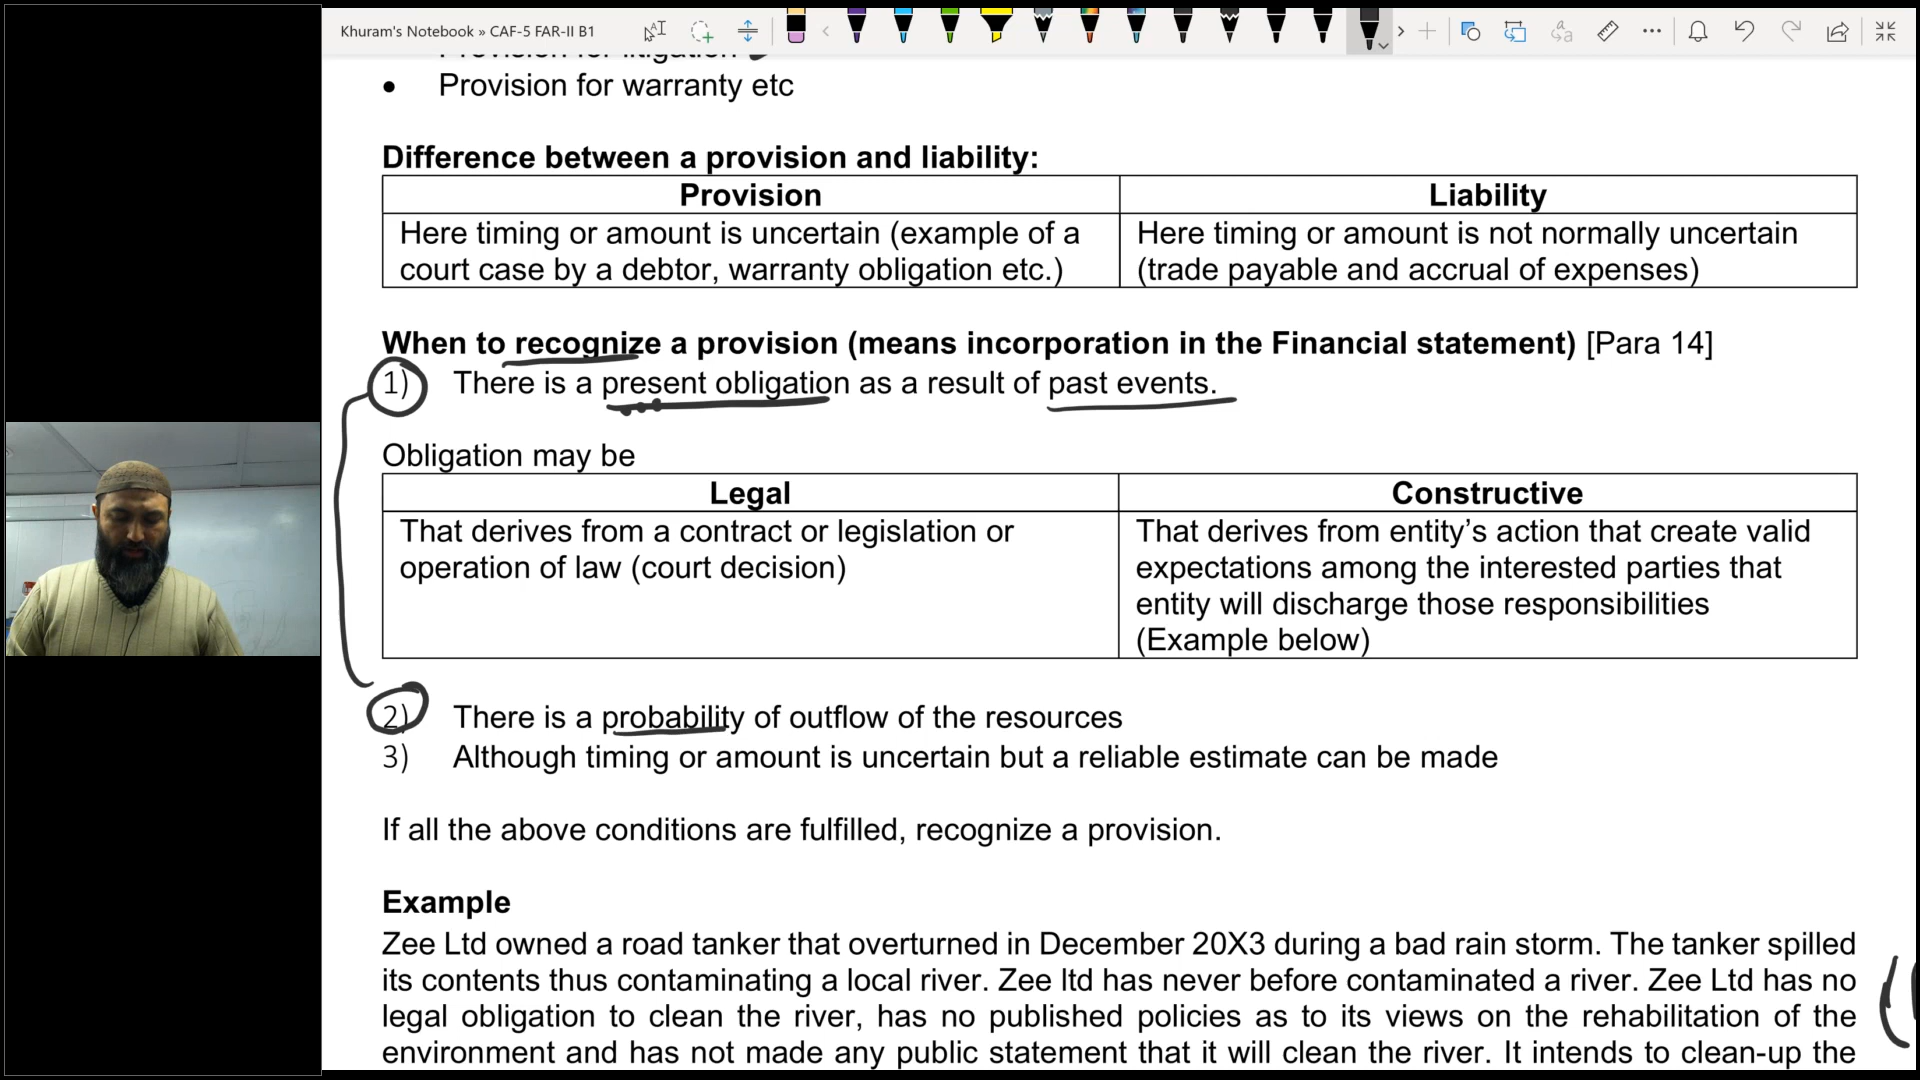 Khuram's Notebook » CAF-5 FAR-II B1
Provision for litigation
• Provision for warranty etc
Difference between a provision and liability:
Provision
Liability
Here timing or amount is uncertain (example of a
court case by a debtor, warranty obligation etc.)
Here timing or amount is not normally uncertain
(trade payable and accrual of expenses)
When to recognize a provision (means incorporation in the Financial statement) [Para 14]
1) There is a present obligation as a result of past events.
Obligation may be
Legal
Constructive
That derives from a contract or legislation or
operation of law (court decision)
That derives from entity’s action that create valid
expectations among the interested parties that
entity will discharge those responsibilities
(Example below)
2) There is a probability of outflow of the resources
3) Although timing or amount is uncertain but a reliable estimate can be made
If all the above conditions are fulfilled, recognize a provision.
Example
Zee Ltd owned a road tanker that overturned in December 20X3 during a bad rain storm. The tanker spilled
its contents thus contaminating a local river. Zee ltd has never before contaminated a river. Zee Ltd has no
legal obligation to clean the river, has no published policies as to its views on the rehabilitation of the
environment and has not made any public statement that it will clean the river. It intends to clean-up the